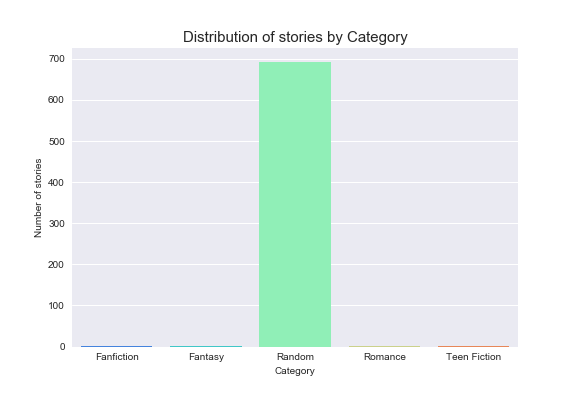 Distribution of stories by Category
700
600
500
400
300
200
100
0
Number of stories
Fanfiction Fantasy Random Romance Teen Fiction
Category